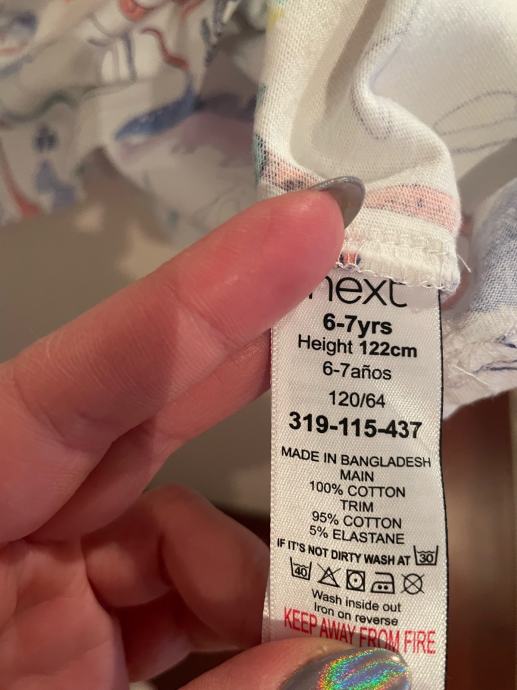 next
6-7yrs
Height 122cm
6-7años
120/64
319-115-437
MADE IN BANGLADESH
MAIN
100% COTTON
TRIM
95% COTTON
5% ELASTANE
IF IT'S NOT DIRTY WASH AT 30
40
Wash inside out
Iron on reverse
KEEP AWAY FROM FIRE